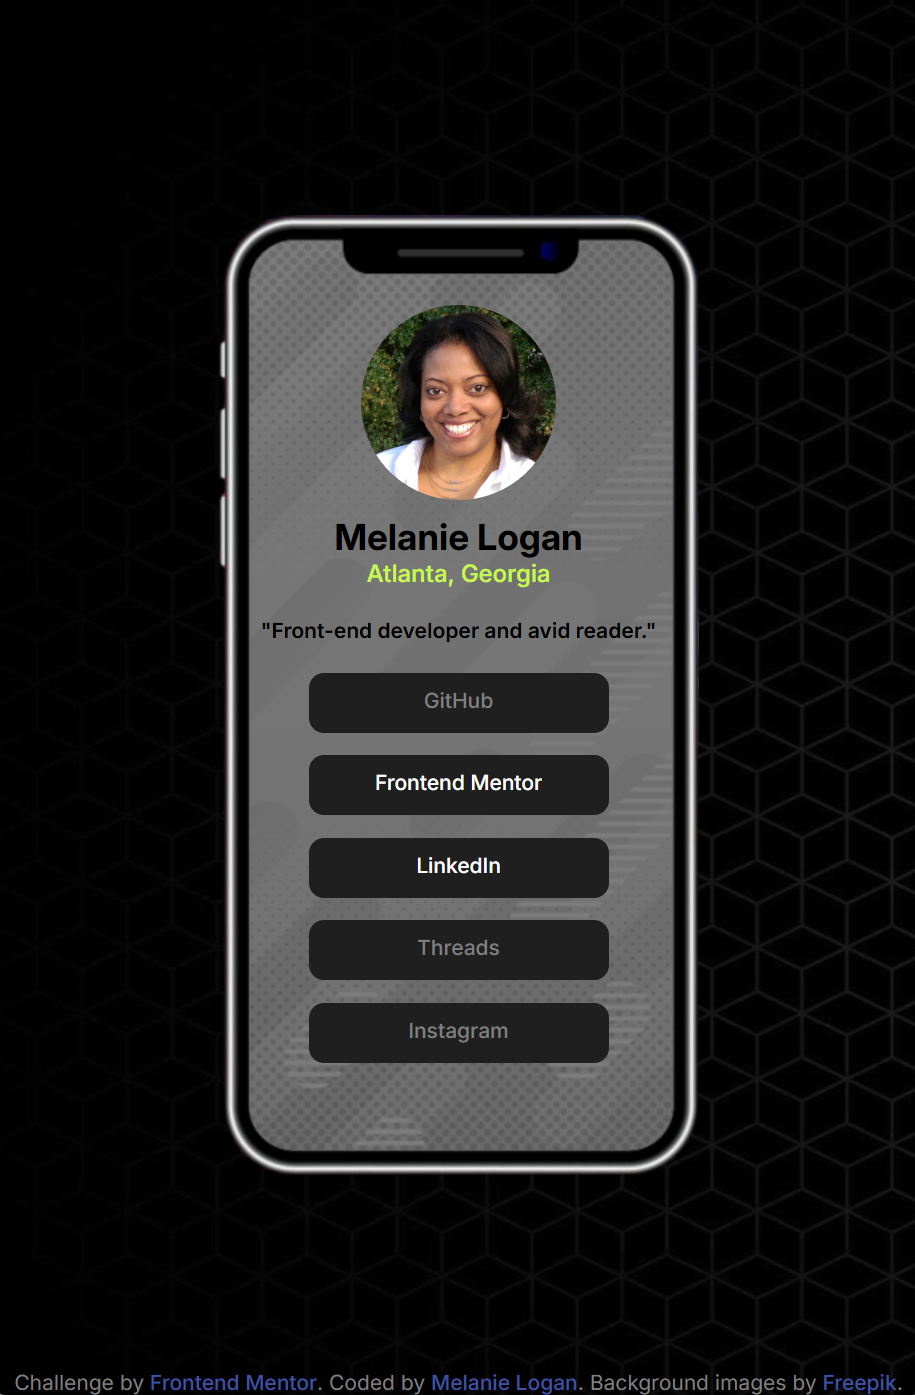 Melanie Logan
Atlanta, Georgia
"Front-end developer and avid reader."
GitHub
Frontend Mentor
LinkedIn
Threads
Instagram
Challenge by Frontend Mentor. Coded by Melanie Logan. Background images by Freepik.